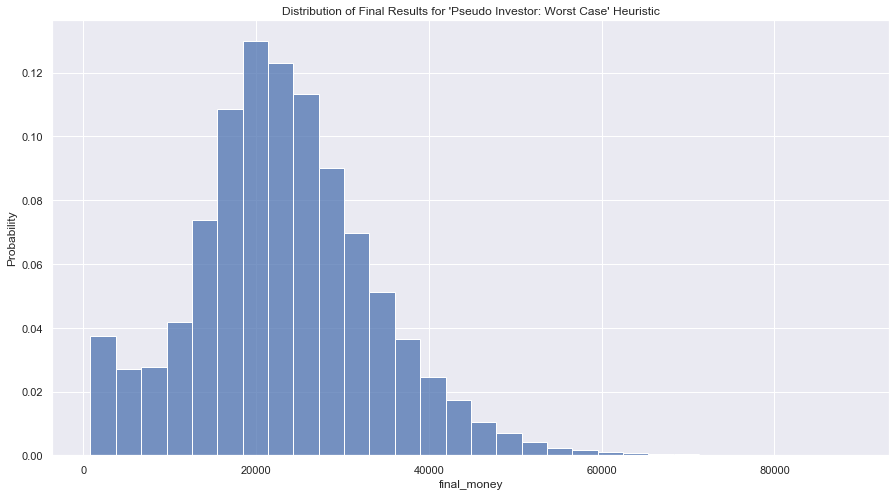 Distribution of Final Results for 'Pseudo Investor: Worst Case' Heuristic
0.12
0.10
0.08
0.06
0.04
0.02
0.00
Probability
0 20000 40000 60000 80000
final_money